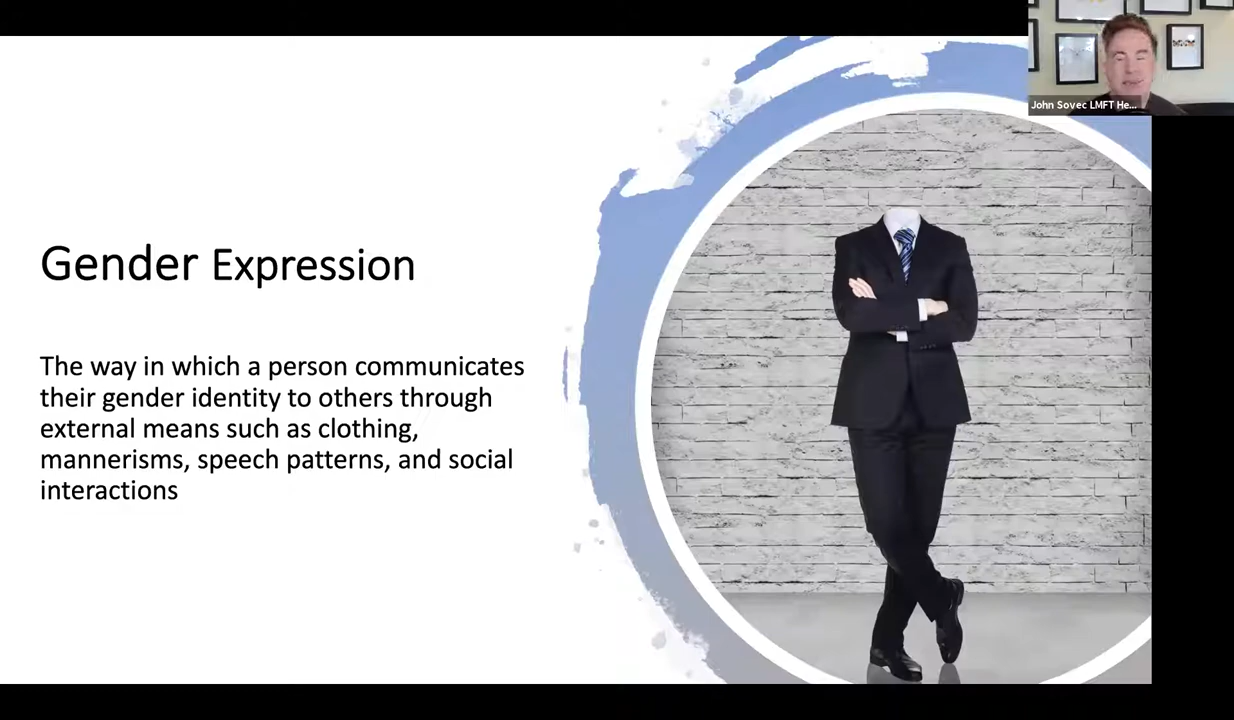 John Sovec LMFT He...
Gender Expression
The way in which a person communicates
their gender identity to others through
external means such as clothing,
mannerisms, speech patterns, and social
interactions